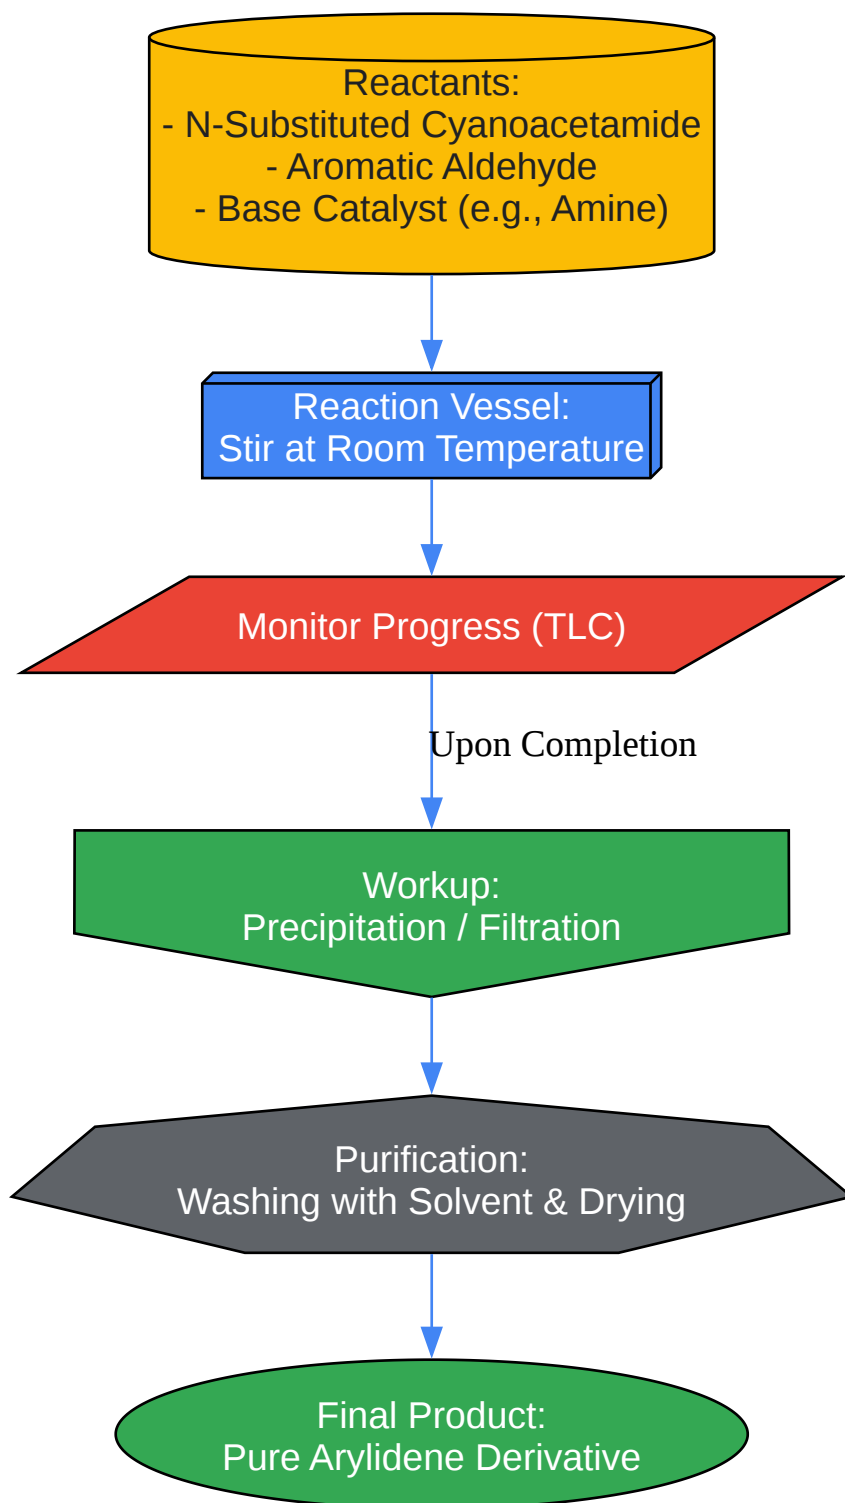 Reactants:
- N-Substituted Cyanoacetamide
- Aromatic Aldehyde
- Base Catalyst (e.g., Amine)
Reaction Vessel:
Stir at Room Temperature
Monitor Progress (TLC)
Upon Completion
Workup:
Precipitation / Filtration
Purification:
Washing with Solvent & Drying
Final Product:
Pure Arylidene Derivative